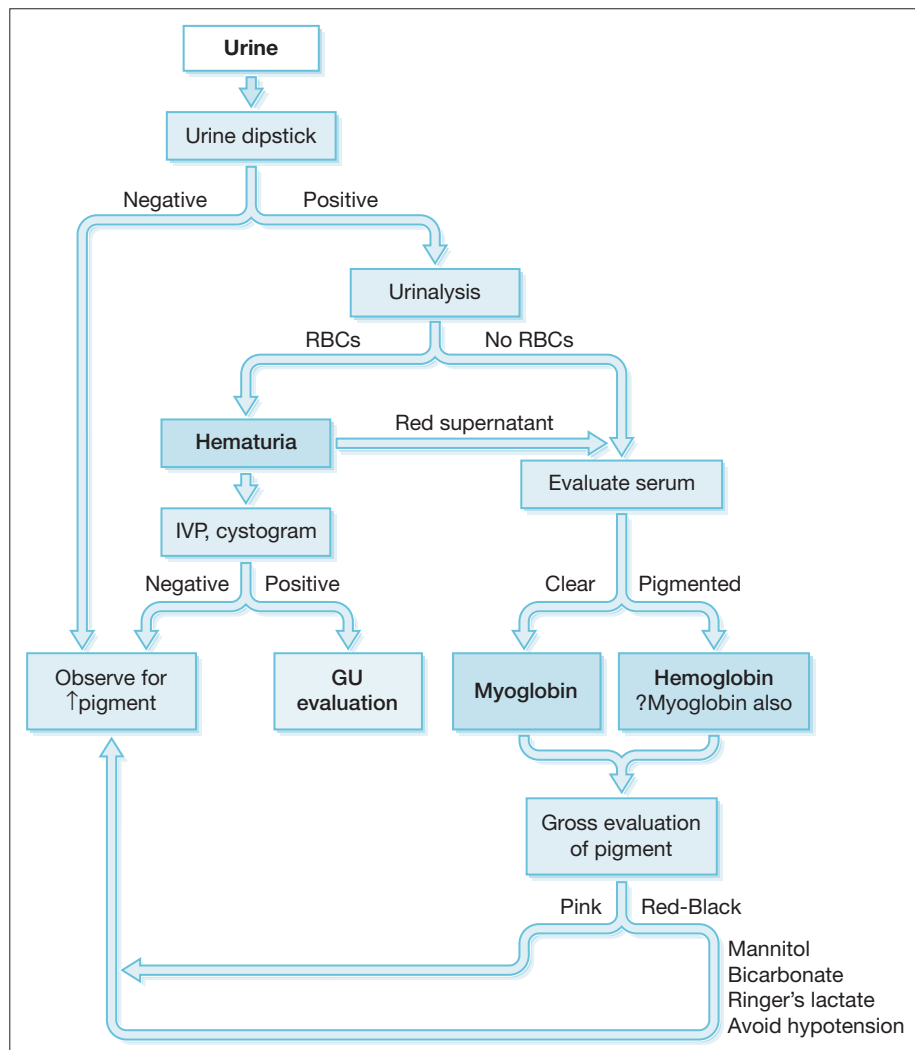 Urine
Urine dipstick
Negative
Positive
Urinalysis
RBCs
No RBCs
Hematuria
Red supernatant
Evaluate serum
IVP, cystogram
Negative
Positive
Clear
Pigmented
Observe for
↑pigment
GU
evaluation
Myoglobin
Hemoglobin
?Myoglobin also
Gross evaluation
of pigment
Pink
Red-Black
Mannitol
Bicarbonate
Ringer's lactate
Avoid hypotension